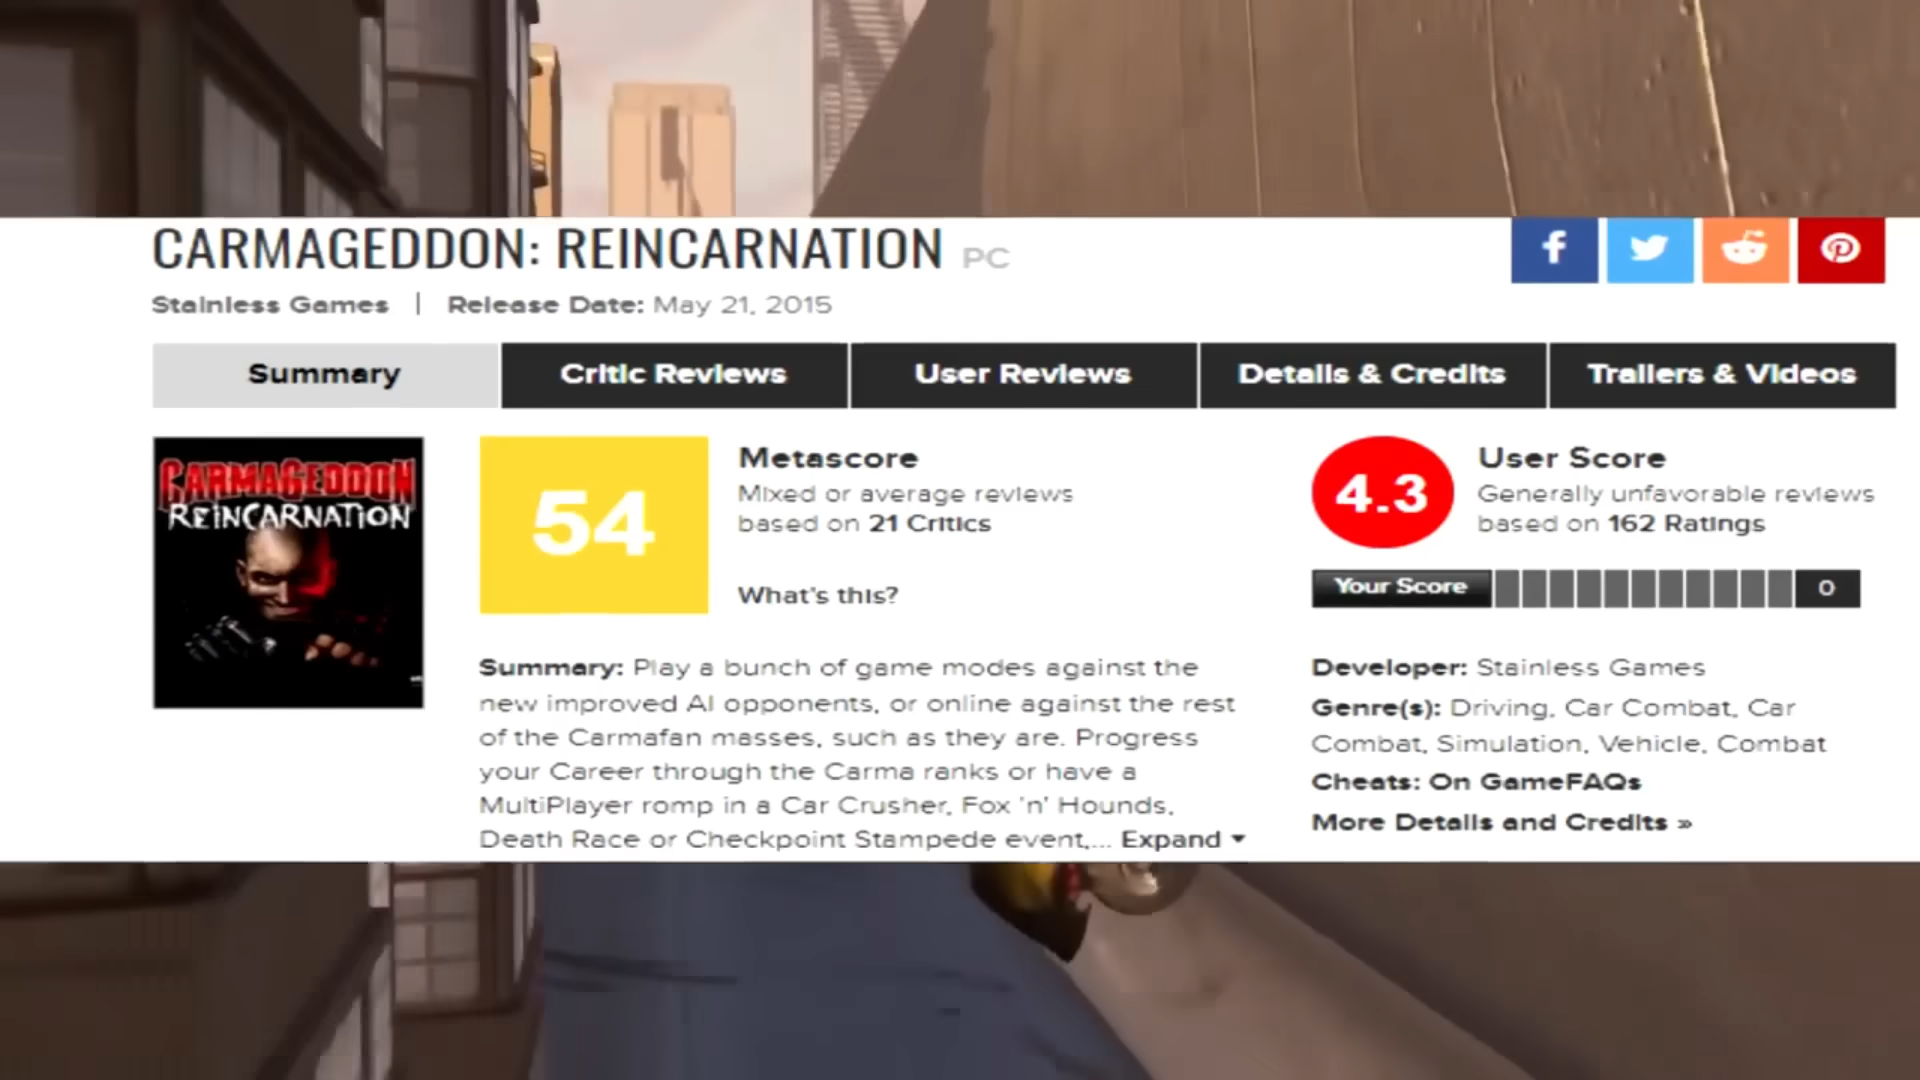 CARMAGEDDON: REINCARNATION PC
Stainless Games | Release Date: May 21, 2015
Summary
Critic Reviews
User Reviews
Details & Credits
Trailers & Videos
CARMAGEDDON
REINCARNATION
54
Metascore
Mixed or average reviews
based on 21 Critics
What's this?
4.3
User Score
Generally unfavorable reviews
based on 162 Ratings
Your Score
0
Summary: Play a bunch of game modes against the
new improved AI opponents, or online against the rest
of the Carmafan masses, such as they are. Progress
your Career through the Carma ranks or have a
MultiPlayer romp in a Car Crusher, Fox 'n' Hounds,
Death Race or Checkpoint Stampede event,... Expand
Developer: Stainless Games
Genre(s): Driving, Car Combat, Car
Combat, Simulation, Vehicle, Combat
Cheats: On GameFAQs
More Details and Credits »